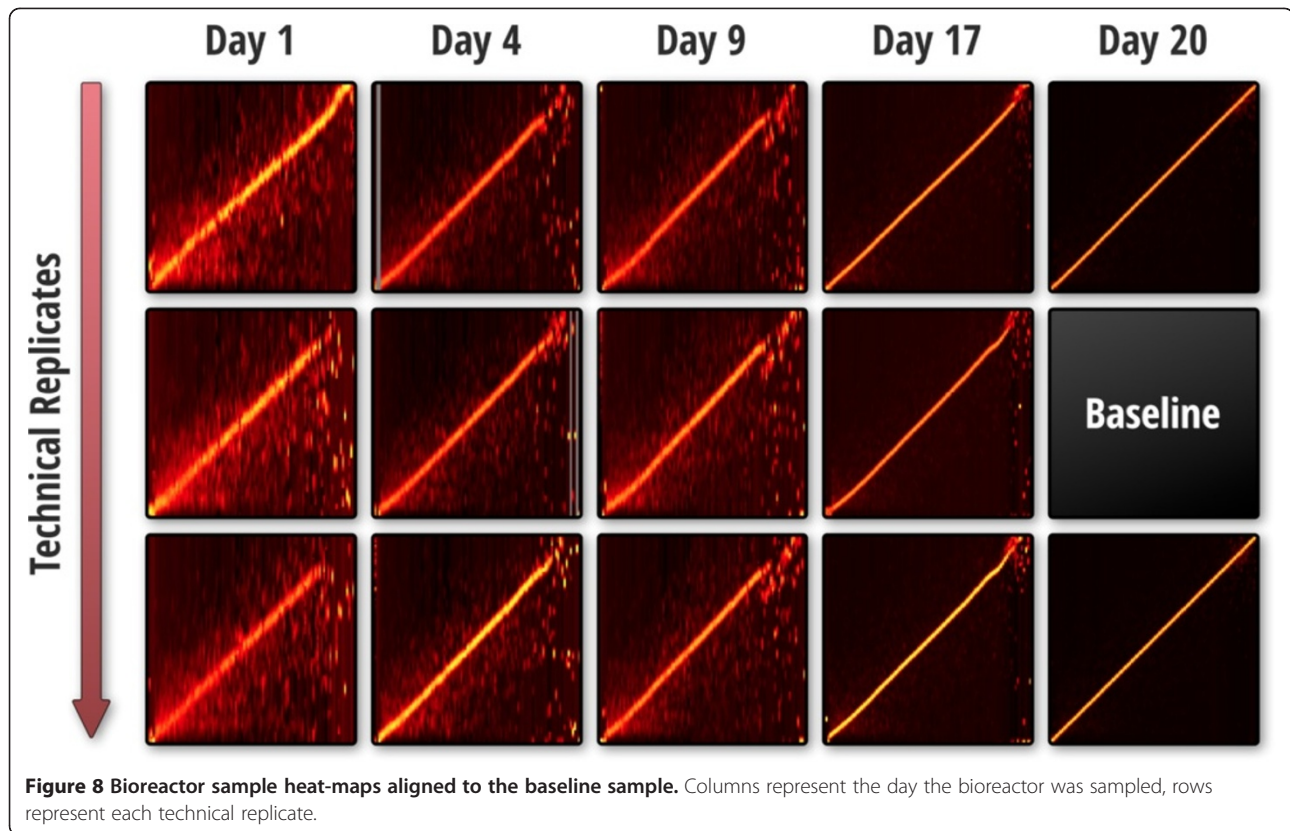 Day 1 Day 4 Day 9 Day 17 Day 20
Technical Replicates
Baseline
Figure 8 Bioreactor sample heat-maps aligned to the baseline sample. Columns represent the day the bioreactor was sampled, rows
represent each technical replicate.